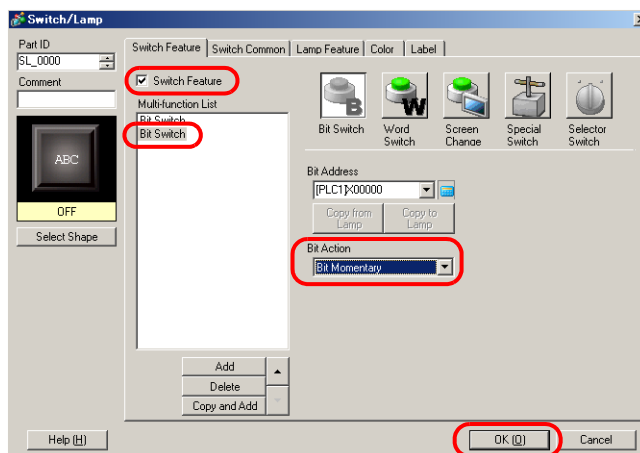 Switch/Lamp
Part ID
SL_0000
Comment
ABC
OFF
Select Shape
Help (H)
Switch Feature
Switch Common
Lamp Feature
Color
Label
Switch Feature
Multi-function List
Bit Switch
Bit Switch
Add
Delete
Copy and Add
B
Bit Switch
W
Word
Switch
Screen
Change
Special
Switch
Selector
Switch
Bit Address
[PLC1]X00000
Copy from
Lamp
Copy to
Lamp
Bit Action
Bit Momentary
OK (O)
Cancel